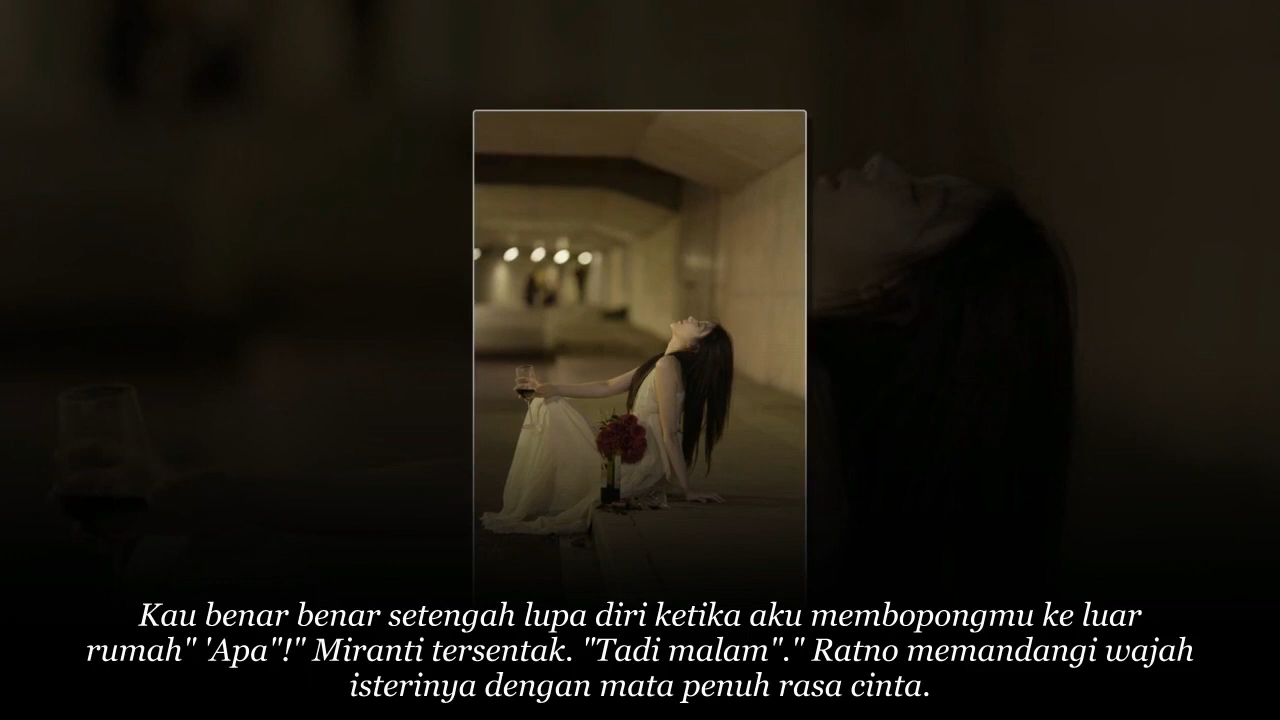 Kau benar benar setengah lupa diri ketika aku membopongmu ke luar
rumah" 'Apa"!" Miranti tersentak. "Tadi malam"." Ratno memandangi wajah
isterinya dengan mata penuh rasa cinta.